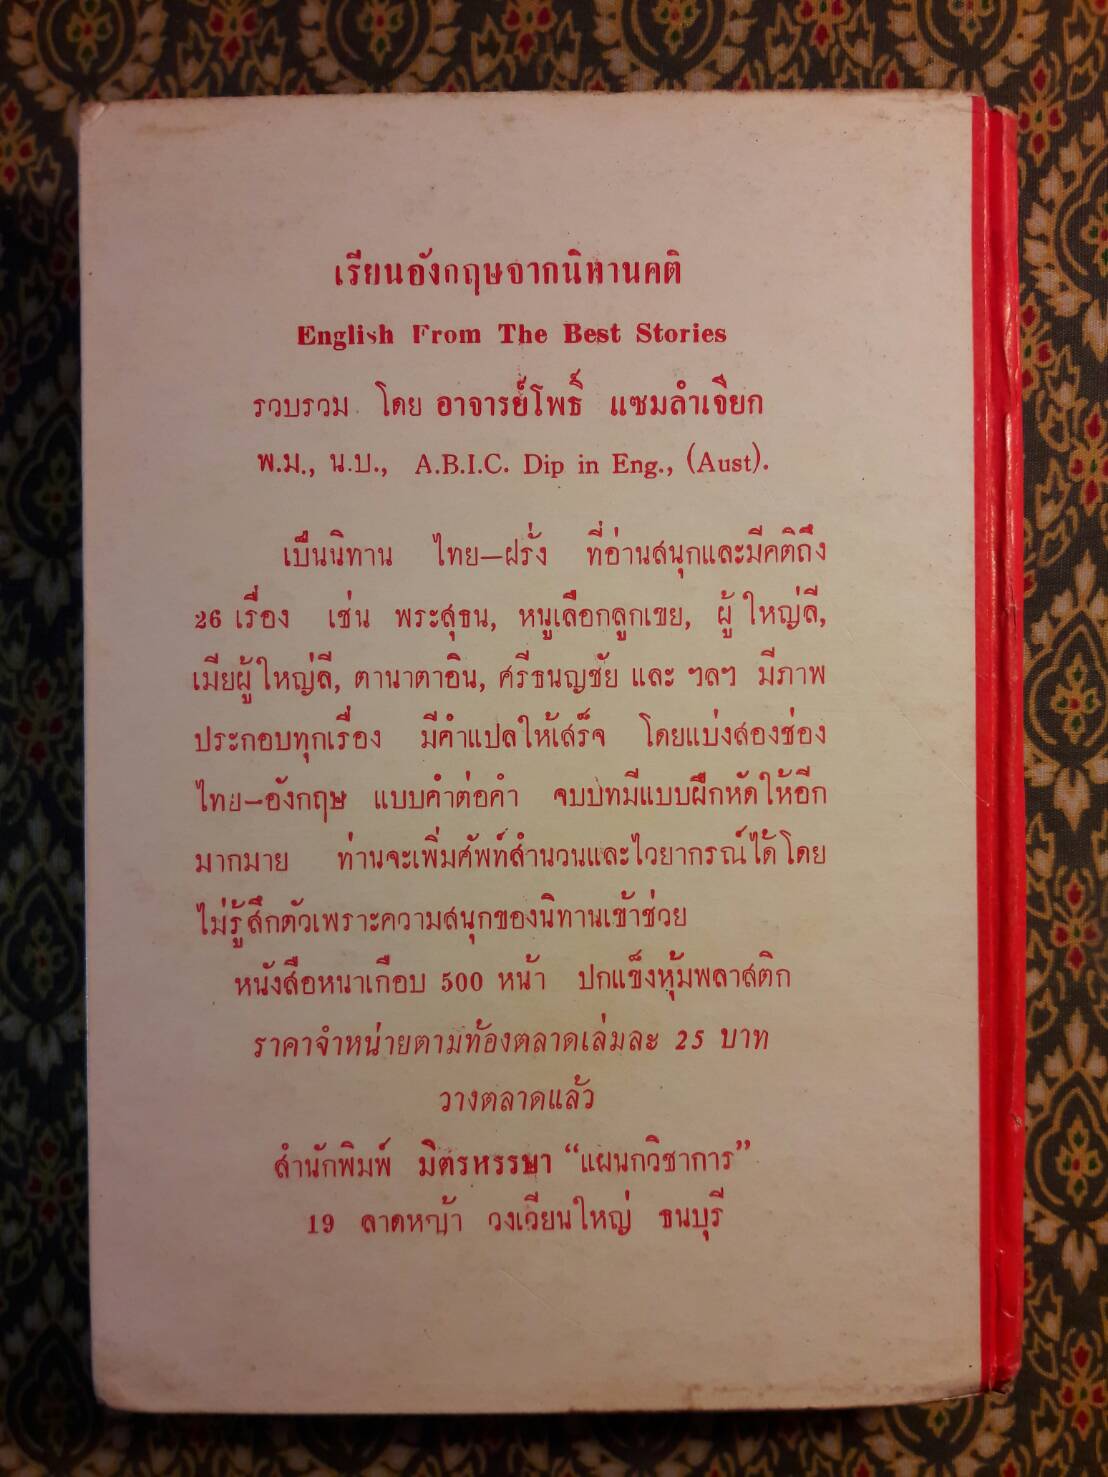 เรียนอังกฤษจากนิทานคติ
English From The Best Stories
รวบรวม โดย อาจารย์โพธิ์ แซมลำเจียก
พ.ม., น.บ., A.B.I.C. Dip in Eng., (Aust).
เป็นนิทาน ไทย—ฝรั่ง ที่อ่านสนุกและมีคติถึง
26 เรื่อง เช่น พระสุธน, หนูเลือกลูกเขย, ผู้ใหญ่ลี,
เมียผู้ใหญ่ลี, ตานาตาอิน, ศรีธนญชัย และ ฯลฯ มีภาพ
ประกอบทุกเรื่อง มีคำแปลให้เสร็จ โดยแบ่งสองช่อง
ไทย—อังกฤษ แบบคำต่อคำ จบบทมีแบบฝึกหัดให้อีก
มากมาย ท่านจะเพิ่มศัพท์สำนวนและไวยากรณ์ได้โดย
ไม่รู้สึกตัวเพราะความสนุกของนิทานเข้าช่วย
หนังสือหนาเกือบ 500 หน้า ปกแข็งหุ้มพลาสติก
ราคาจำหน่ายตามท้องตลาดเล่มละ 25 บาท
วางตลาดแล้ว
สำนักพิมพ์ มิตรหรรษา “แผนกวิชาการ”
19 ลาดหญ้า วงเวียนใหญ่ ธนบุรี